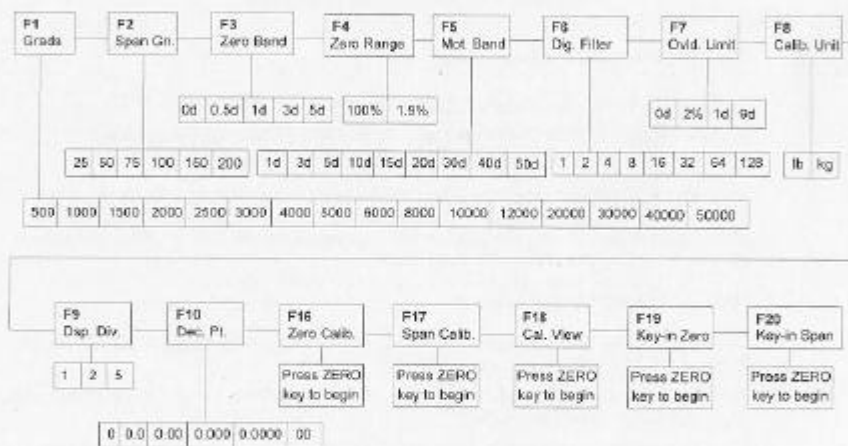 F1 F2 F3 F4 F5 F6 F7 F8
Grads Span Gn. Zero Band Zero Range Mot. Band Dig. Filter Ovld. Limit Calib. Unit
0d 0.5d 1d 3d 5d 100% 1.9% 0d 2% 1d 9d
25 50 75 100 150 200 1d 3d 5d 10d 15d 20d 30d 40d 50d 1 2 4 8 16 32 64 128 lb kg
500 1000 1500 2000 2500 3000 4000 5000 6000 8000 10000 12000 20000 30000 40000 50000
F9 F10 F16 F17 F18 F19 F20
Dsp. Div. Dec. Pt. Zero Calib. Span Calib. Cal. View Key-in Zero Key-in Span
1 2 5 Press ZERO Press ZERO Press ZERO Press ZERO Press ZERO
key to begin key to begin key to begin key to begin key to begin
0 0.0 0.00 0.000 0.0000 00